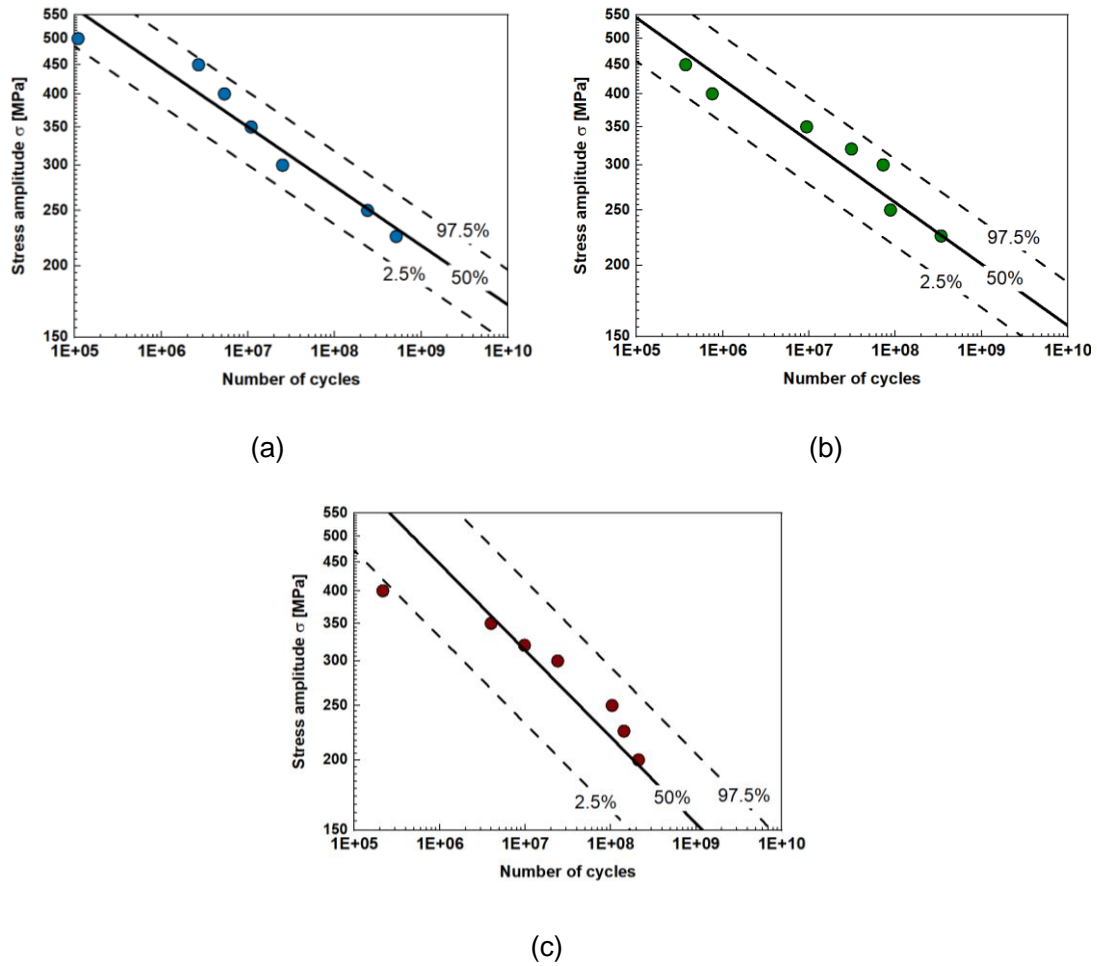 550
500
450
400
350
300
250
200
150
Stress amplitude σ [MPa]
97.5%
50%
2.5%
1E+05 1E+06 1E+07 1E+08 1E+09 1E+10
Number of cycles
(a)
550
500
450
400
350
300
250
200
150
Stress amplitude σ [MPa]
97.5%
50%
2.5%
1E+05 1E+06 1E+07 1E+08 1E+09 1E+10
Number of cycles
(b)
550
500
450
400
350
300
250
200
150
Stress amplitude σ [MPa]
2.5% 50% 97.5%
1E+05 1E+06 1E+07 1E+08 1E+09 1E+10
Number of cycles
(c)